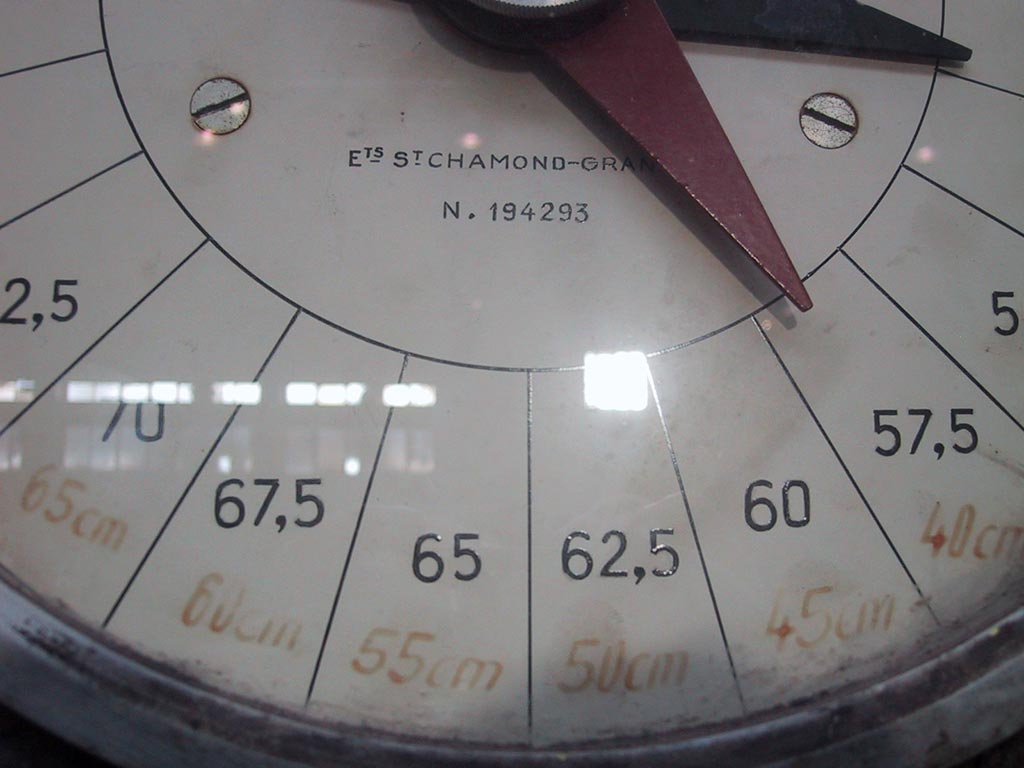 ETS ST CHAMOND-GRAN
N. 194293
2,5
70
67,5
65
62,5
60
57,5
5
65cm
60cm
55cm
50cm
45cm
40cm